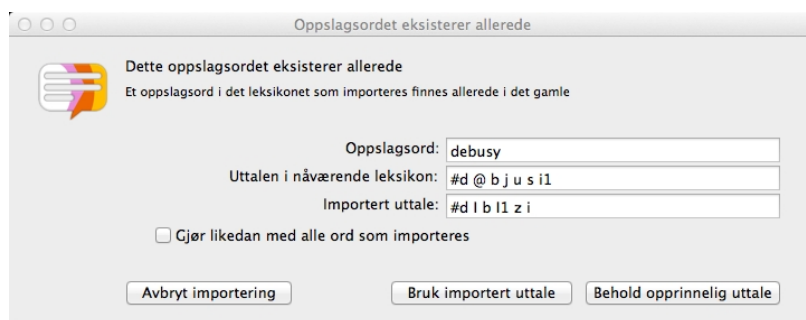 Oppslagsordet eksisterer allerede
Dette oppslagsordet eksisterer allerede
Et oppslagsord i det leksikonet som importeres finnes allerede i det gamle
Oppslagsord: debusy
Uttalen i nåværende leksikon: #d @ b j u s i1
Importert uttale: #d I b I1 z i
Gjør likedan med alle ord som importeres
Avbryt importering Bruk importert uttale Behold opprinnelig uttale